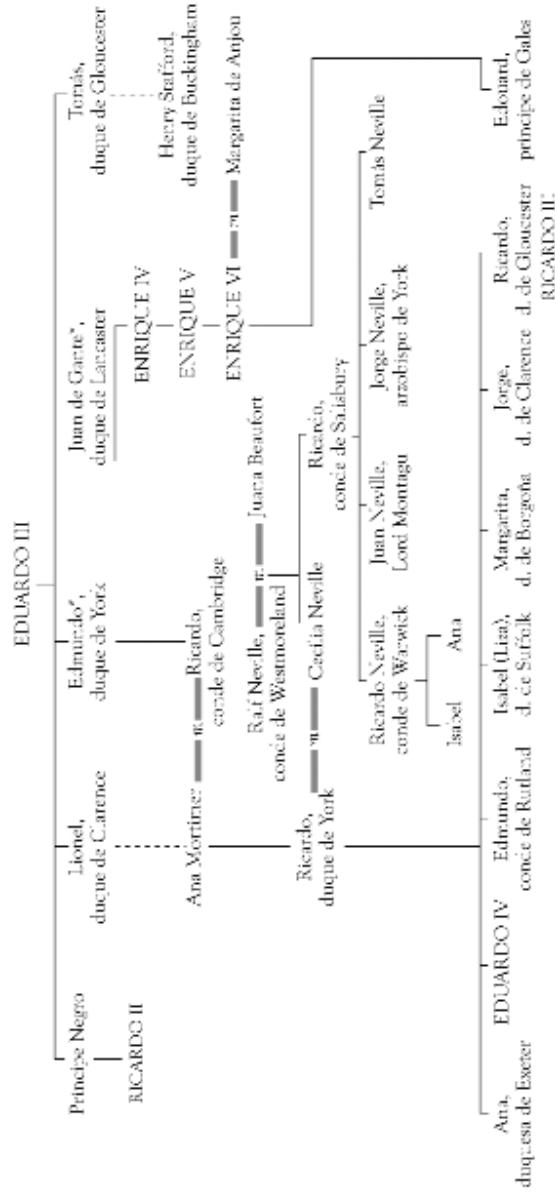 EDUARDO III
Príncipe Negro
RICARDO II
Lionel,
duque de Clarence
Edmundo*,
duque de York
Juan de Gante*,
duque de Lancaster
Tomás,
duque de Gloucester
ENRIQUE IV
Henry Stafford,
duque de Buckingham
ENRIQUE V
Ana Mortimer m Ricardo,
conde de Cambridge
ENRIQUE VI m Margarita de Anjou
Ralf Neville, m Juana Beaufort
conde de Westmoreland
Ricardo, m Cecilia Neville
duque de York
Ricardo,
conde de Salisbury
Ricardo Neville,
conde de Warwick
Juan Neville,
Lord Montagu
Jorge Neville,
arzobispo de York
Tomás Neville
Isabel
Ana
Ana,
duquesa de Exeter
EDUARDO IV
Edmundo,
conde de Rutland
Isabel (Liza),
d. de Suffolk
Margarita,
d. de Borgoña
Jorge,
d. de Clarence
Ricardo,
d. de Gloucester
RICARDO III
Edouard,
príncipe de Gales